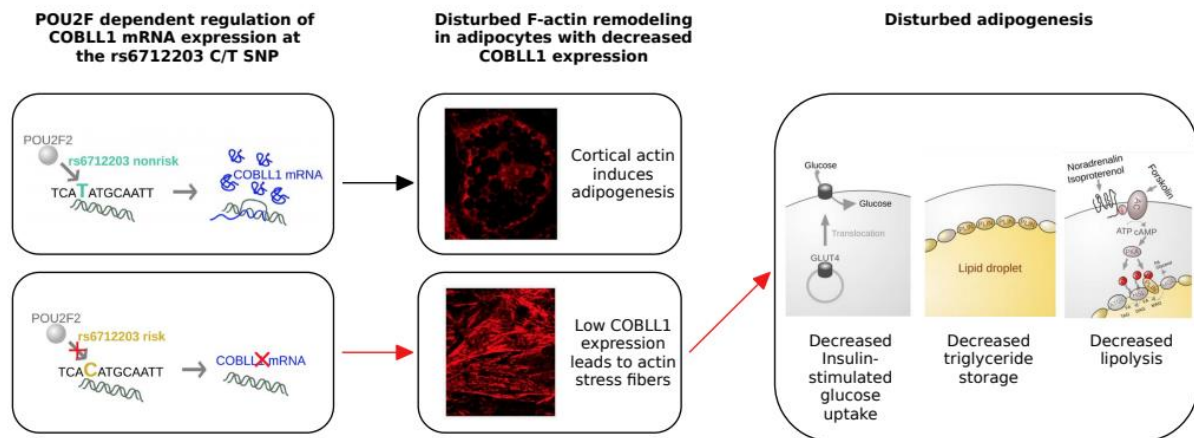 POU2F dependent regulation of
COBLL1 mRNA expression at
the rs6712203 C/T SNP
Disturbed F-actin remodeling
in adipocytes with decreased
COBLL1 expression
Disturbed adipogenesis
POU2F2
rs6712203 nonrisk
TCATATGCAATT
COBLL1 mRNA
Cortical actin
induces
adipogenesis
POU2F2
rs6712203 risk
TCACATGCAATT
COBLL1 mRNA
Low COBLL1
expression
leads to actin
stress fibers
Glucose
Glucose
Translocation
GLUT4
Decreased
Insulin-
stimulated
glucose
uptake
Lipid droplet
Decreased
triglyceride
storage
Noradrenalin
Isoproterenol
Forskolin
AC
ATP cAMP
Decreased
lipolysis